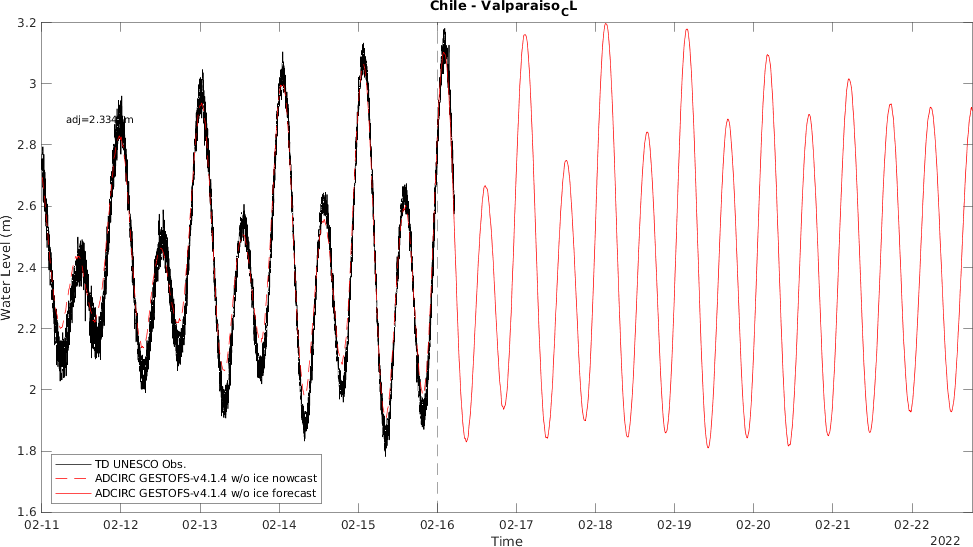 Chile - Valparaiso_CL
3.2
3
2.8
2.6
2.4
2.2
2
1.8
1.6
Water Level (m)
adj=2.334 m
TD UNESCO Obs.
ADCIRC GESTOFS-v4.1.4 w/o ice nowcast
ADCIRC GESTOFS-v4.1.4 w/o ice forecast
02-11 02-12 02-13 02-14 02-15 02-16 02-17 02-18 02-19 02-20 02-21 02-22
Time
2022